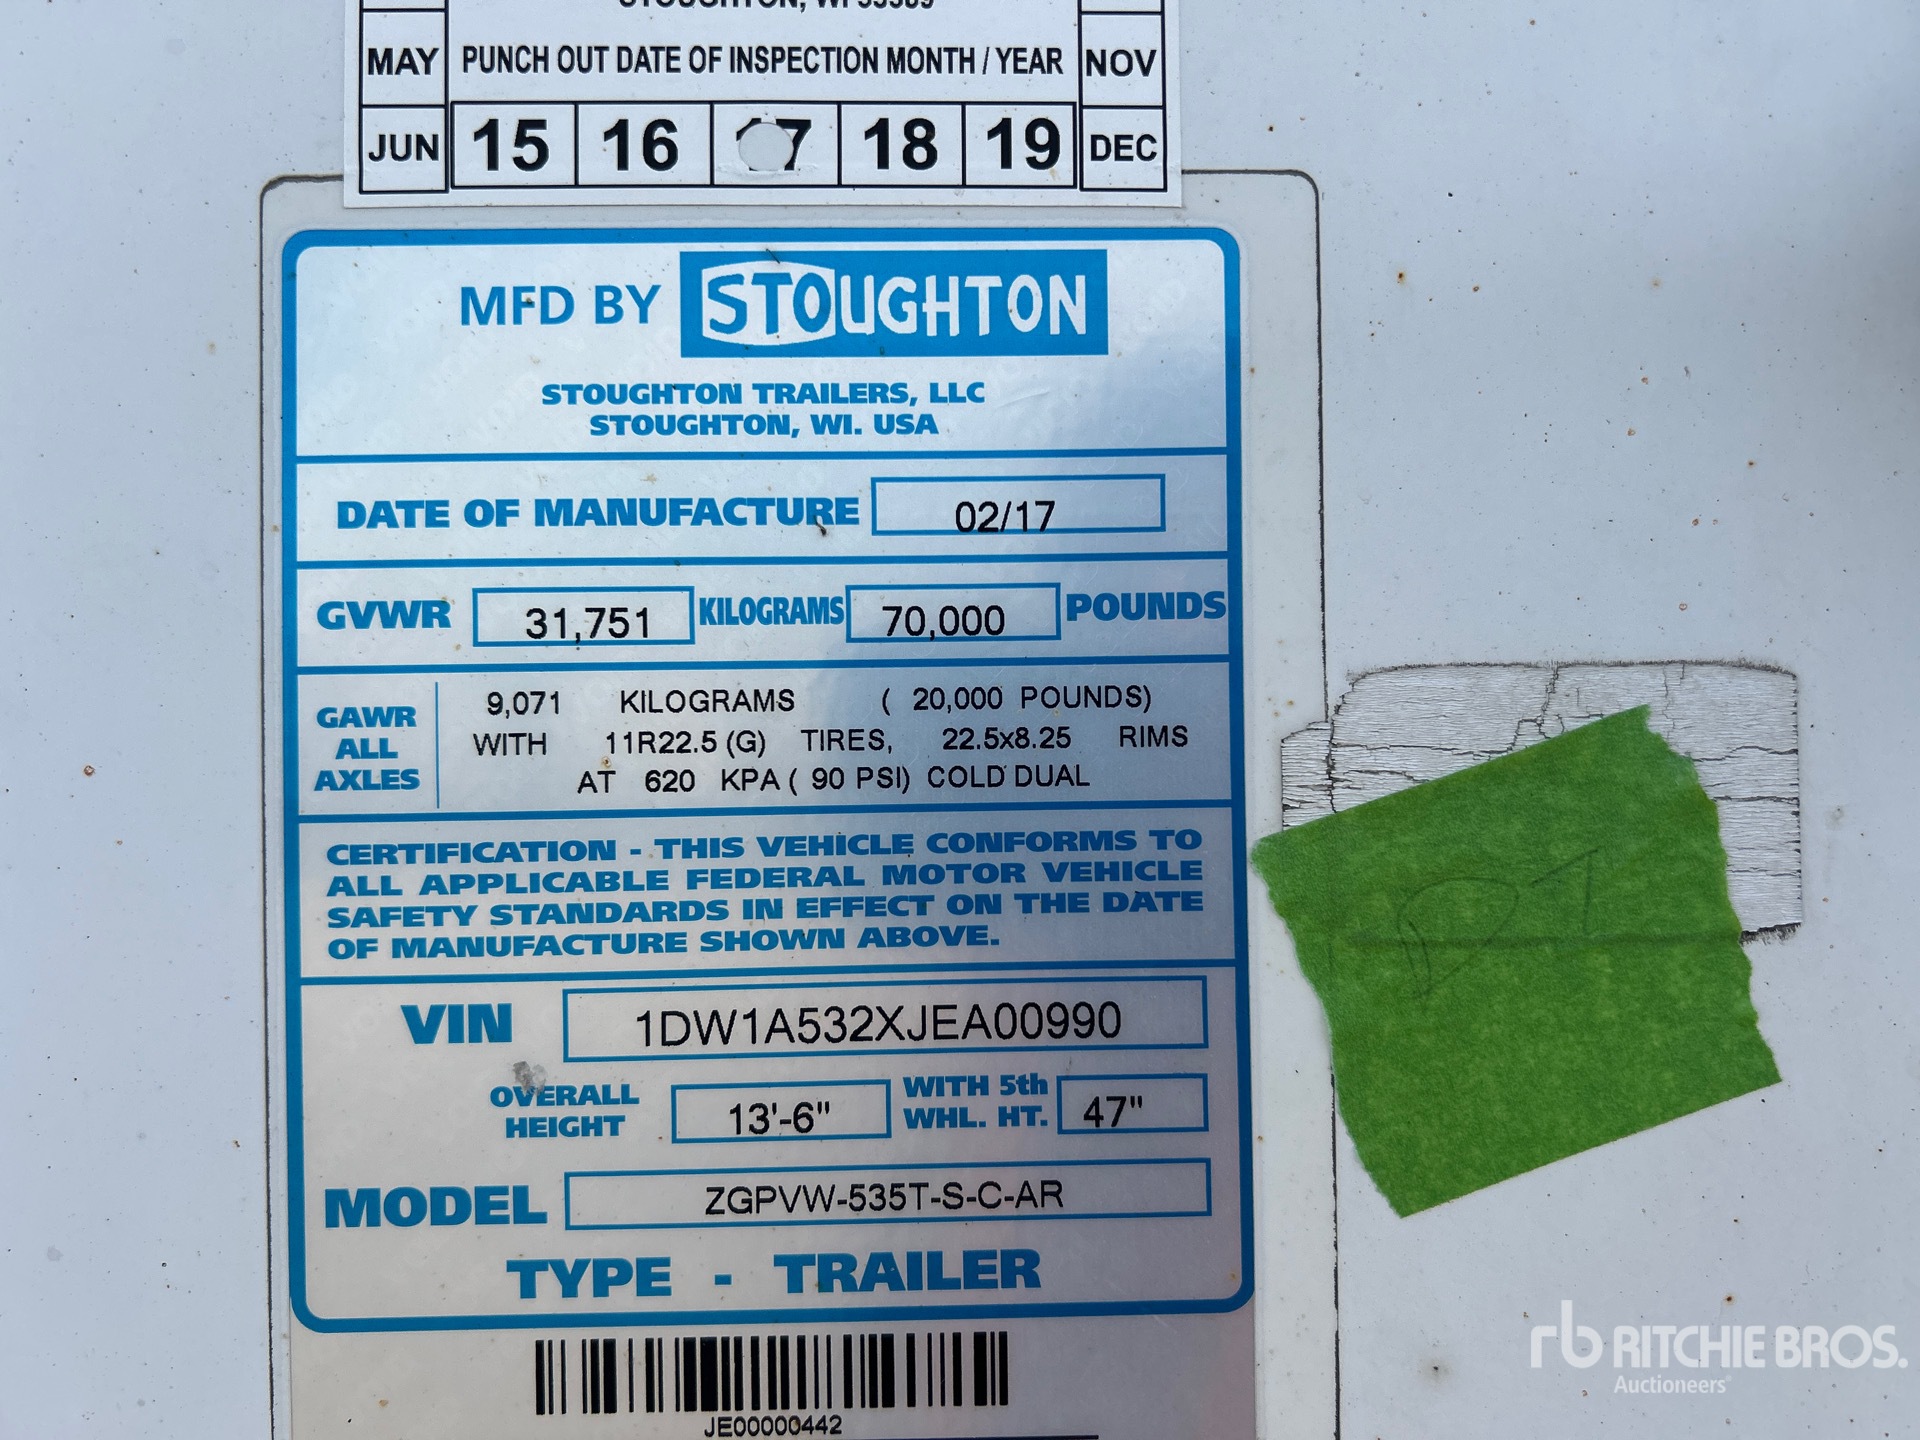 STOUGHTON, WI 53589
MAY PUNCH OUT DATE OF INSPECTION MONTH / YEAR NOV
JUN 15 16 17 18 19 DEC
MFD BY STOUGHTON
STOUGHTON TRAILERS, LLC
STOUGHTON, WI. USA
DATE OF MANUFACTURE 02/17
GVWR 31,751 KILOGRAMS 70,000 POUNDS
GAWR ALL AXLES
9,071 KILOGRAMS ( 20,000 POUNDS)
WITH 11R22.5 (G) TIRES, 22.5x8.25 RIMS
AT 620 KPA ( 90 PSI) COLD DUAL
CERTIFICATION - THIS VEHICLE CONFORMS TO
ALL APPLICABLE FEDERAL MOTOR VEHICLE
SAFETY STANDARDS IN EFFECT ON THE DATE
OF MANUFACTURE SHOWN ABOVE.
VIN 1DW1A532XJEA00990
OVERALL HEIGHT 13'-6" WITH 5th WHL. HT. 47"
MODEL ZGPVW-535T-S-C-AR
TYPE - TRAILER
JE00000442
rb RITCHIE BROS.
Auctioneers